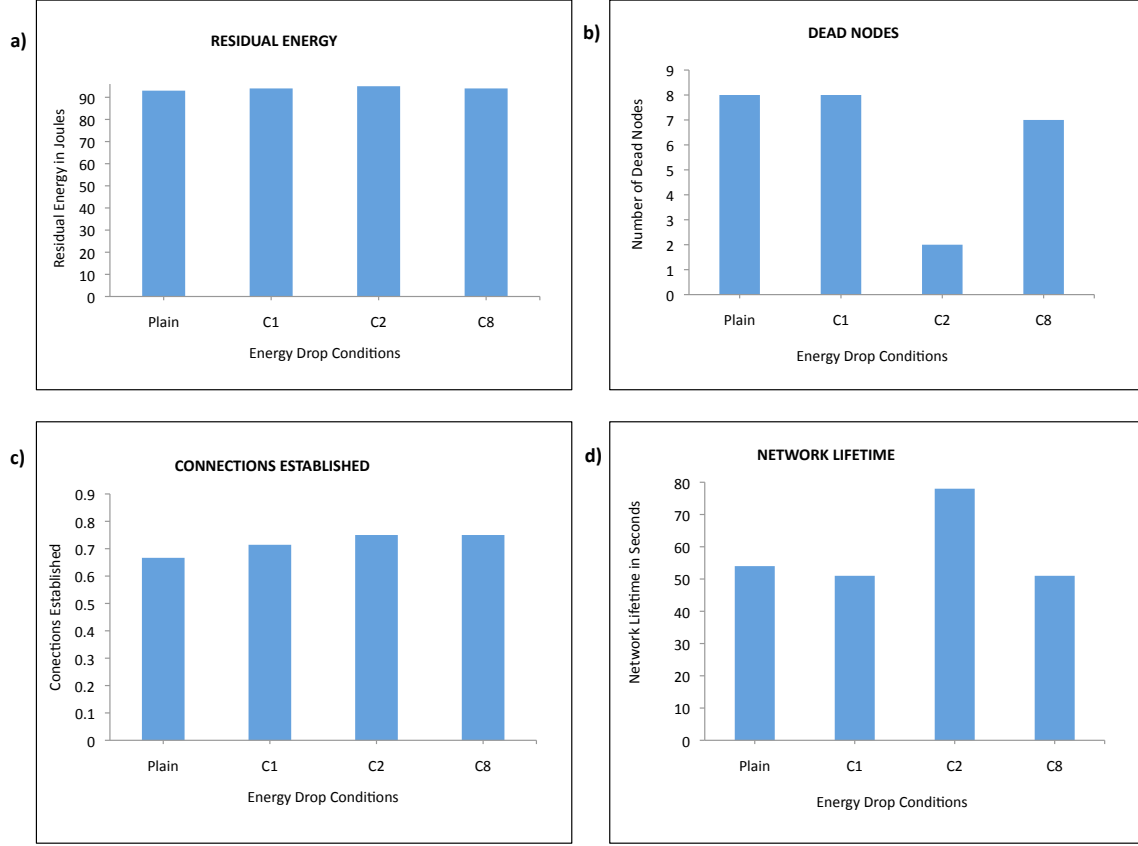 a)
RESIDUAL ENERGY
Residual Energy in Joules
90
80
70
60
50
40
30
20
10
0
Plain C1 C2 C8
Energy Drop Conditions
b)
DEAD NODES
Number of Dead Nodes
9
8
7
6
5
4
3
2
1
0
Plain C1 C2 C8
Energy Drop Conditions
c)
CONNECTIONS ESTABLISHED
Conections Established
0.9
0.8
0.7
0.6
0.5
0.4
0.3
0.2
0.1
0
Plain C1 C2 C8
Energy Drop Conditions
d)
NETWORK LIFETIME
Network Lifetime in Seconds
80
70
60
50
40
30
20
10
0
Plain C1 C2 C8
Energy Drop Conditions